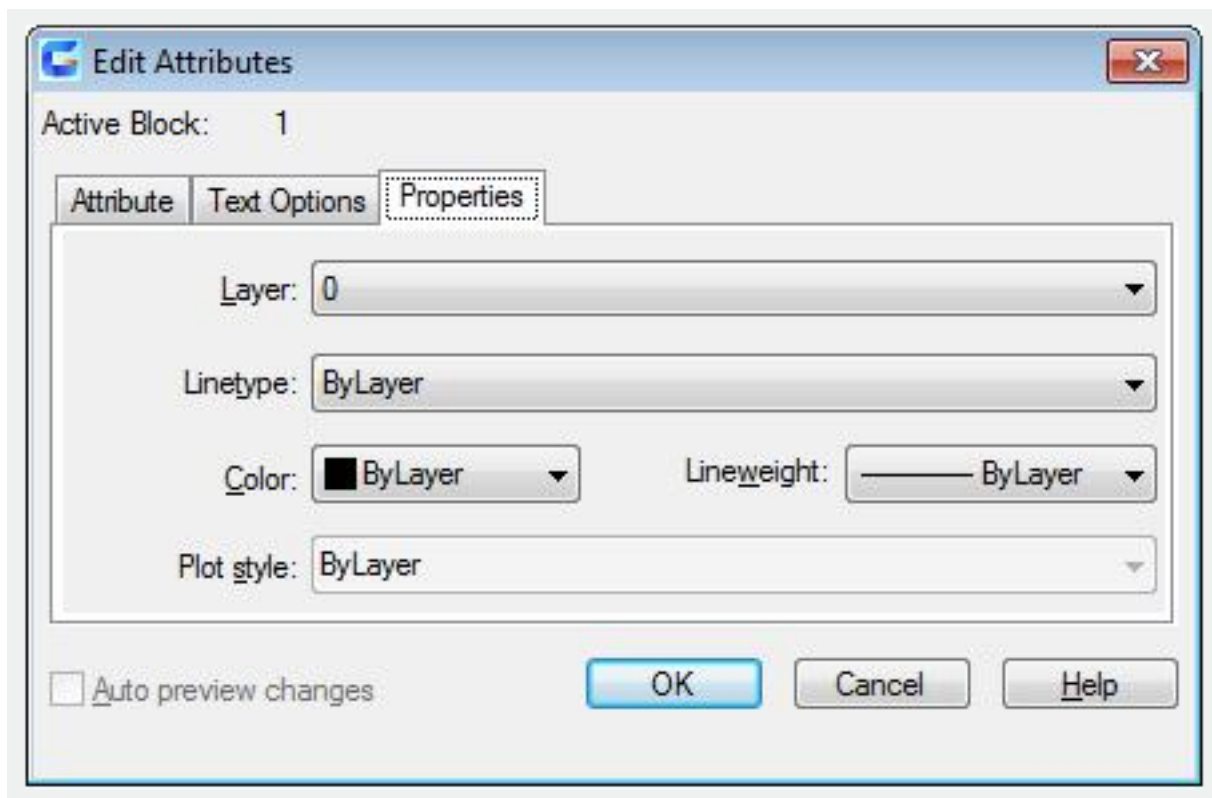 Edit Attributes
Active Block: 1
Attribute Text Options Properties
Layer: 0
Linetype: ByLayer
Color: ByLayer Lineweight: ByLayer
Plot style: ByLayer
Auto preview changes OK Cancel Help